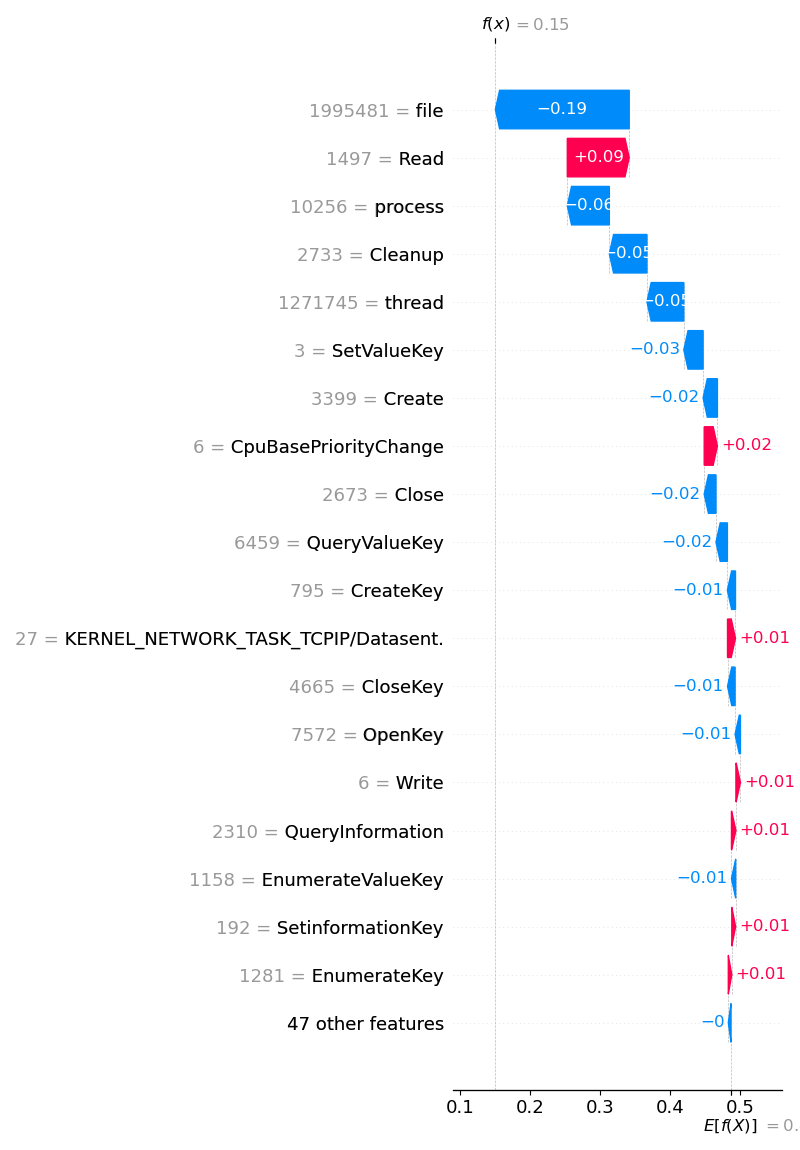 f(x) = 0.15
1995481 = file −0.19
1497 = Read +0.09
10256 = process −0.06
2733 = Cleanup −0.05
1271745 = thread −0.05
3 = SetValueKey −0.03
3399 = Create −0.02
6 = CpuBasePriorityChange +0.02
2673 = Close −0.02
6459 = QueryValueKey −0.02
795 = CreateKey −0.01
27 = KERNEL_NETWORK_TASK_TCPIP/Datasent. +0.01
4665 = CloseKey −0.01
7572 = OpenKey −0.01
6 = Write +0.01
2310 = QueryInformation +0.01
1158 = EnumerateValueKey −0.01
192 = SetinformationKey +0.01
1281 = EnumerateKey +0.01
47 other features −0
0.1 0.2 0.3 0.4 0.5
E[f(X)] = 0.